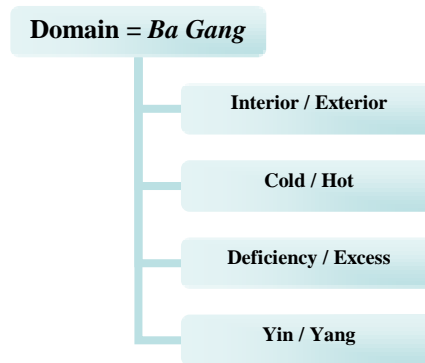 Domain = Ba Gang
Interior / Exterior
Cold / Hot
Deficiency / Excess
Yin / Yang